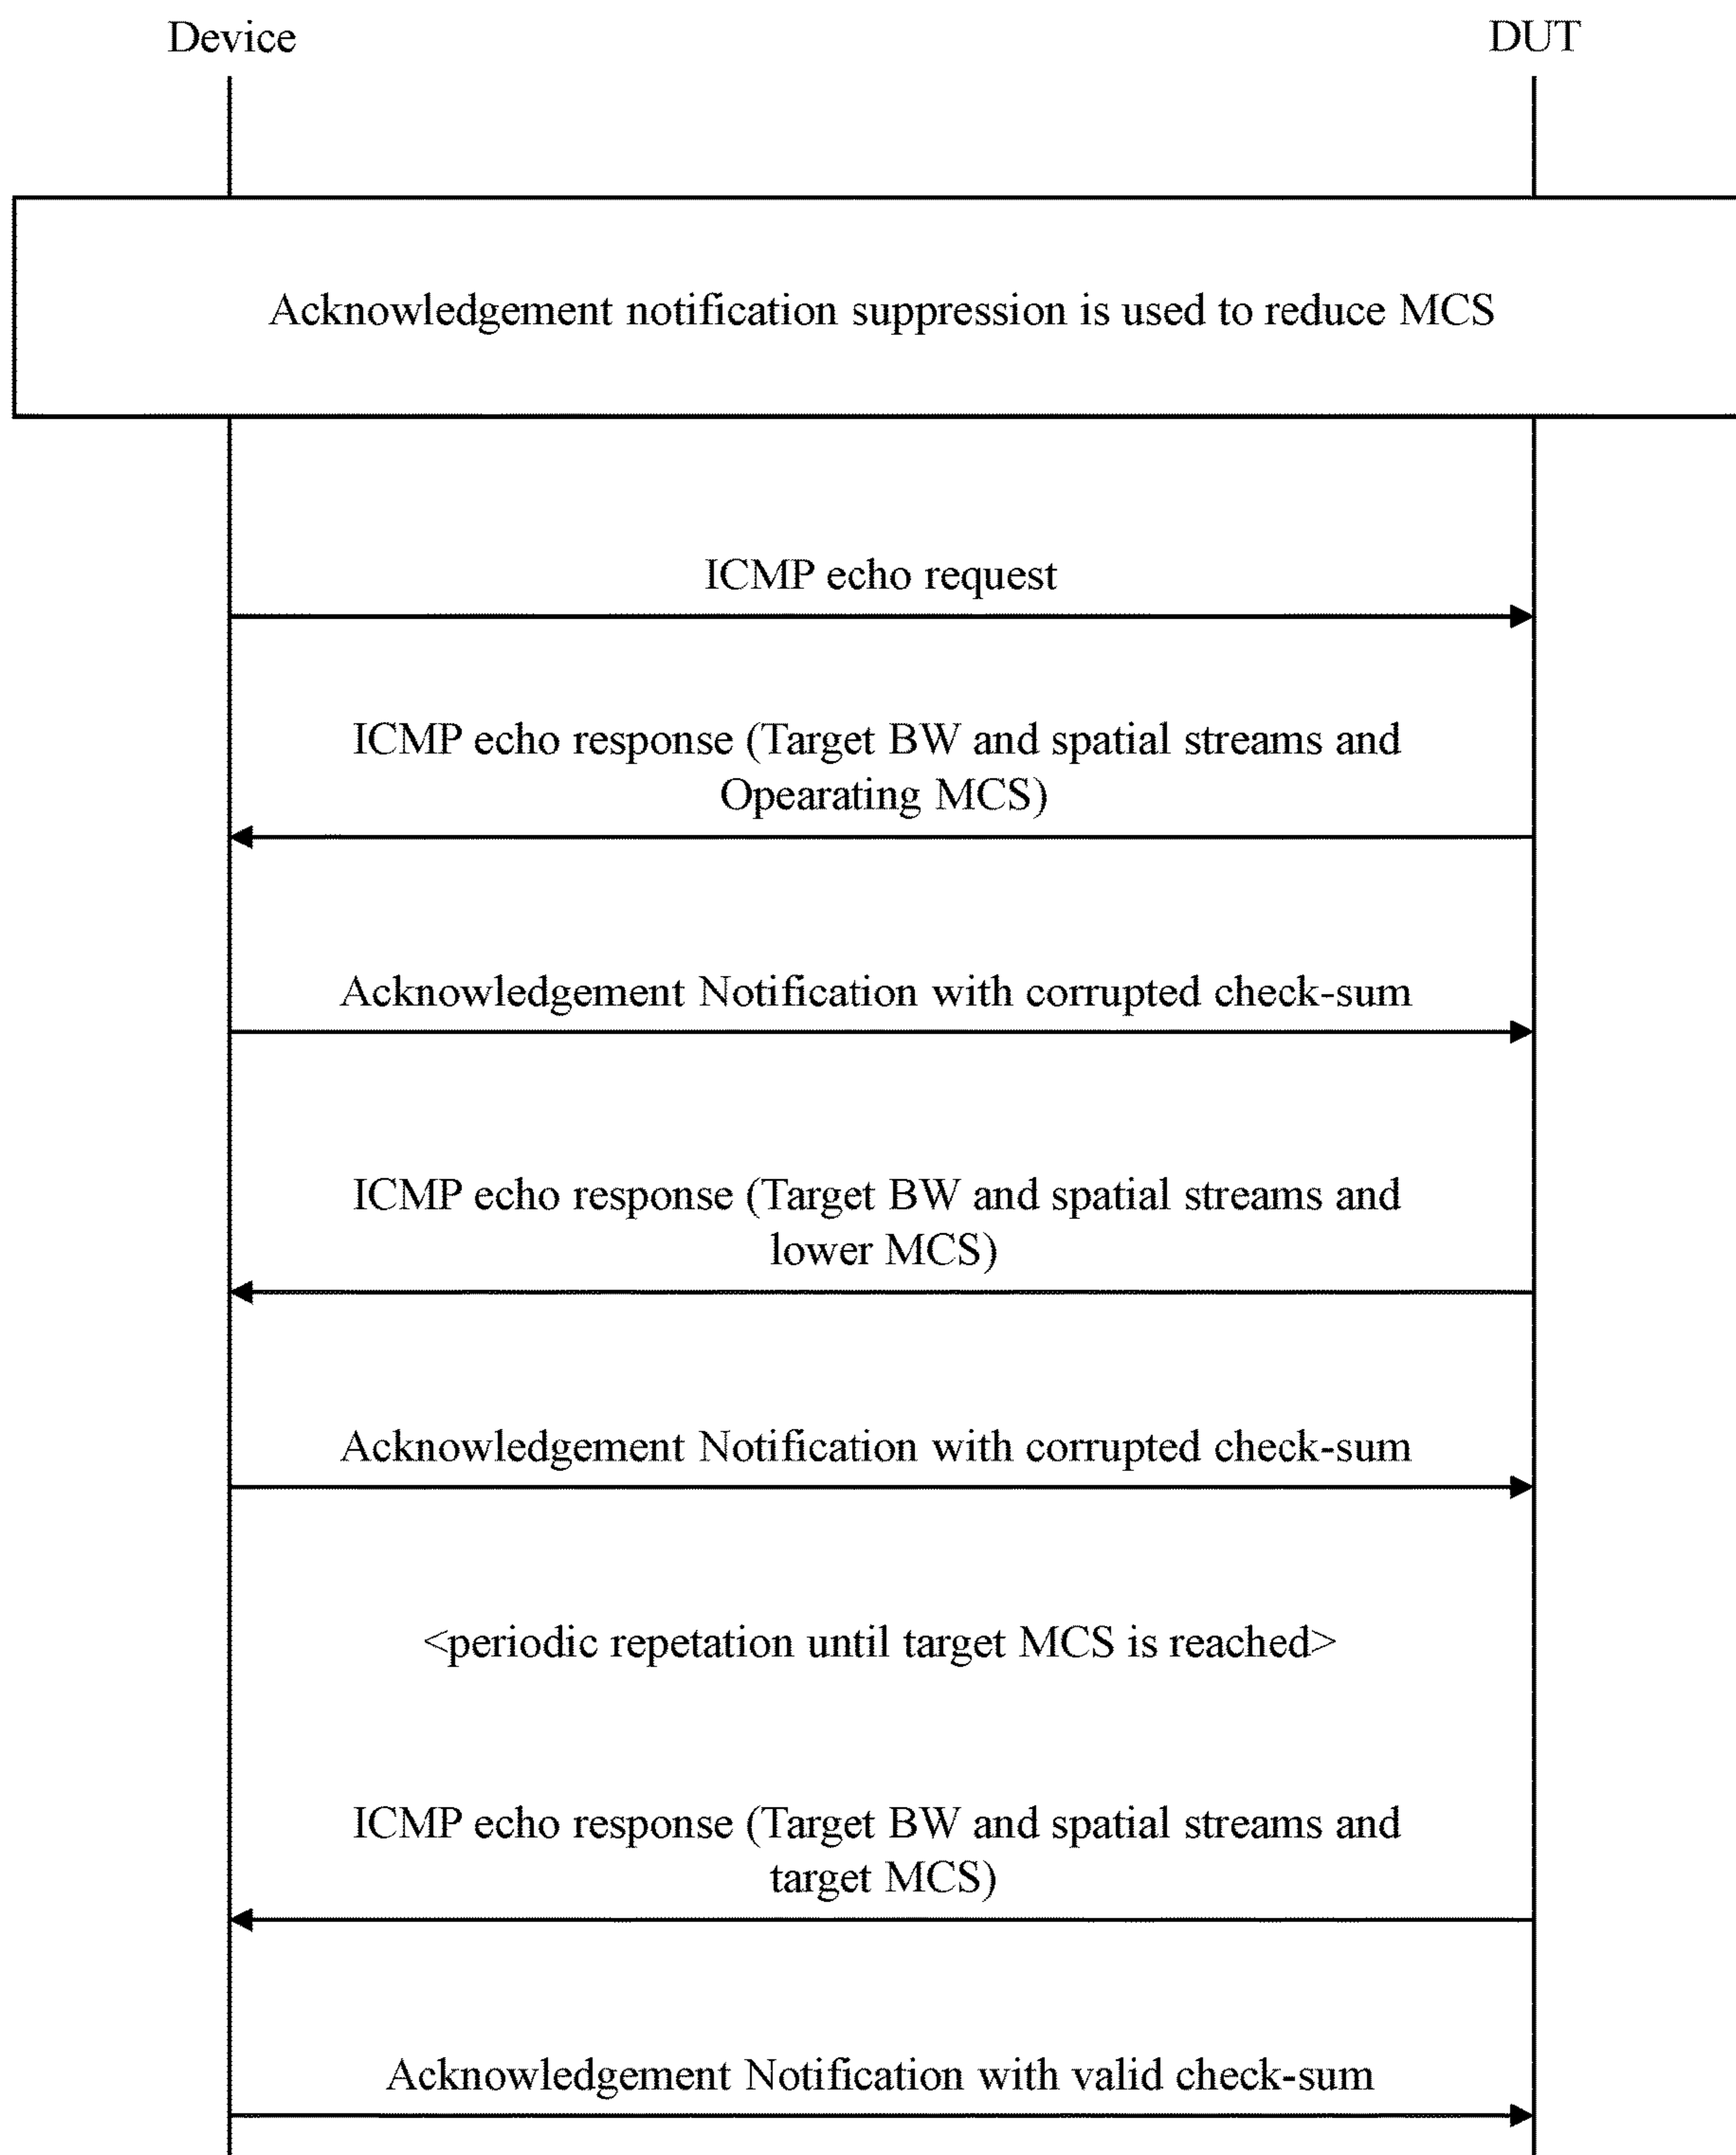 Device
DUT
Acknowledgement notification suppression is used to reduce MCS
ICMP echo request
ICMP echo response (Target BW and spatial streams and
Opearating MCS)
Acknowledgement Notification with corrupted check-sum
ICMP echo response (Target BW and spatial streams and
lower MCS)
Acknowledgement Notification with corrupted check-sum
<periodic repetation until target MCS is reached>
ICMP echo response (Target BW and spatial streams and
target MCS)
Acknowledgement Notification with valid check-sum